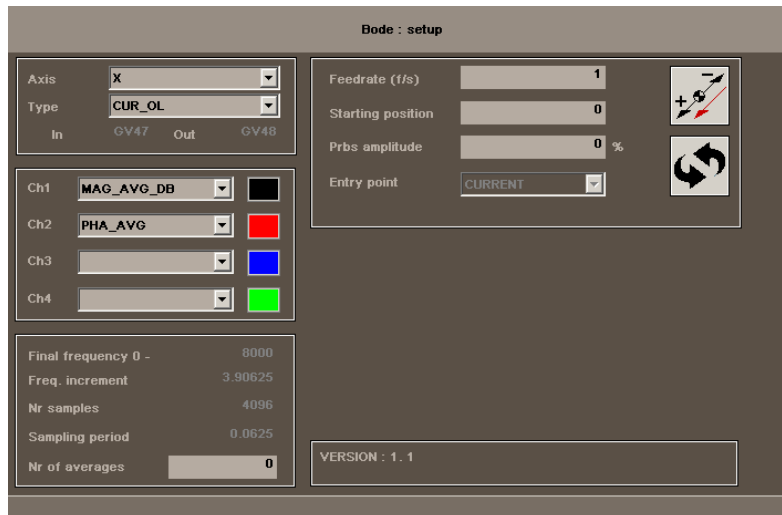 Bode : setup
Axis X
Type CUR_OL
In GV47 Out GV48
Ch1 MAG_AVG_DB
Ch2 PHA_AVG
Ch3
Ch4
Final frequency 0 - 8000
Freq. increment 3.90625
Nr samples 4096
Sampling period 0.0625
Nr of averages 0
Feedrate (f/s) 1
Starting position 0
Prbs amplitude 0 %
Entry point CURRENT
- +
VERSION : 1. 1